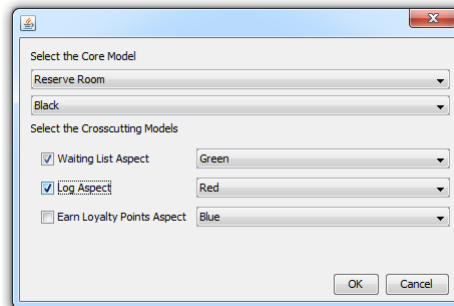 Select the Core Model
Reserve Room
Black
Select the Crosscutting Models
Waiting List Aspect Green
Log Aspect Red
Earn Loyalty Points Aspect Blue
OK Cancel